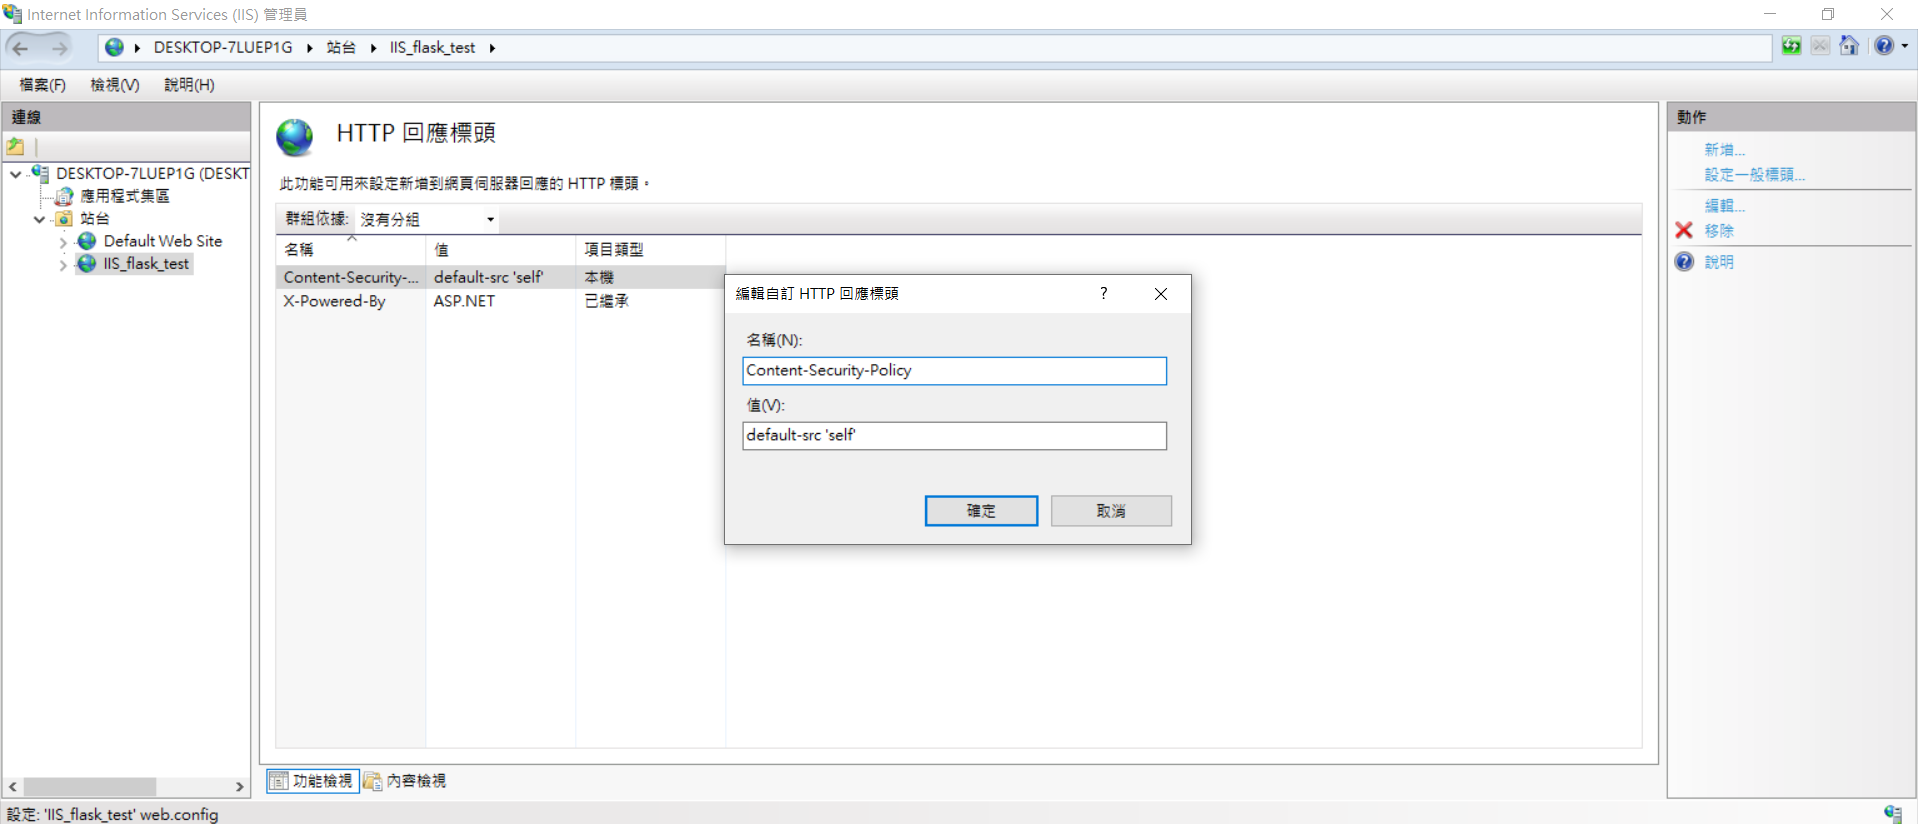 Internet Information Services (IIS) 管理員
DESKTOP-7LUEP1G
站台
IIS_flask_test
檔案(F)
檢視(V)
說明(H)
連線
DESKTOP-7LUEP1G (DESKT
應用程式集區
站台
Default Web Site
IIS_flask_test
HTTP 回應標頭
此功能可用來設定新增到網頁伺服器回應的 HTTP 標頭。
群組依據: 沒有分組
名稱 值 項目類型
Content-Security-... default-src 'self' 本機
X-Powered-By ASP.NET 已繼承
編輯自訂 HTTP 回應標頭
?
名稱(N):
Content-Security-Policy
值(V):
default-src 'self'
確定
取消
動作
新增...
設定一般標頭...
編輯...
移除
說明
功能檢視
內容檢視
設定: 'IIS_flask_test' web.config